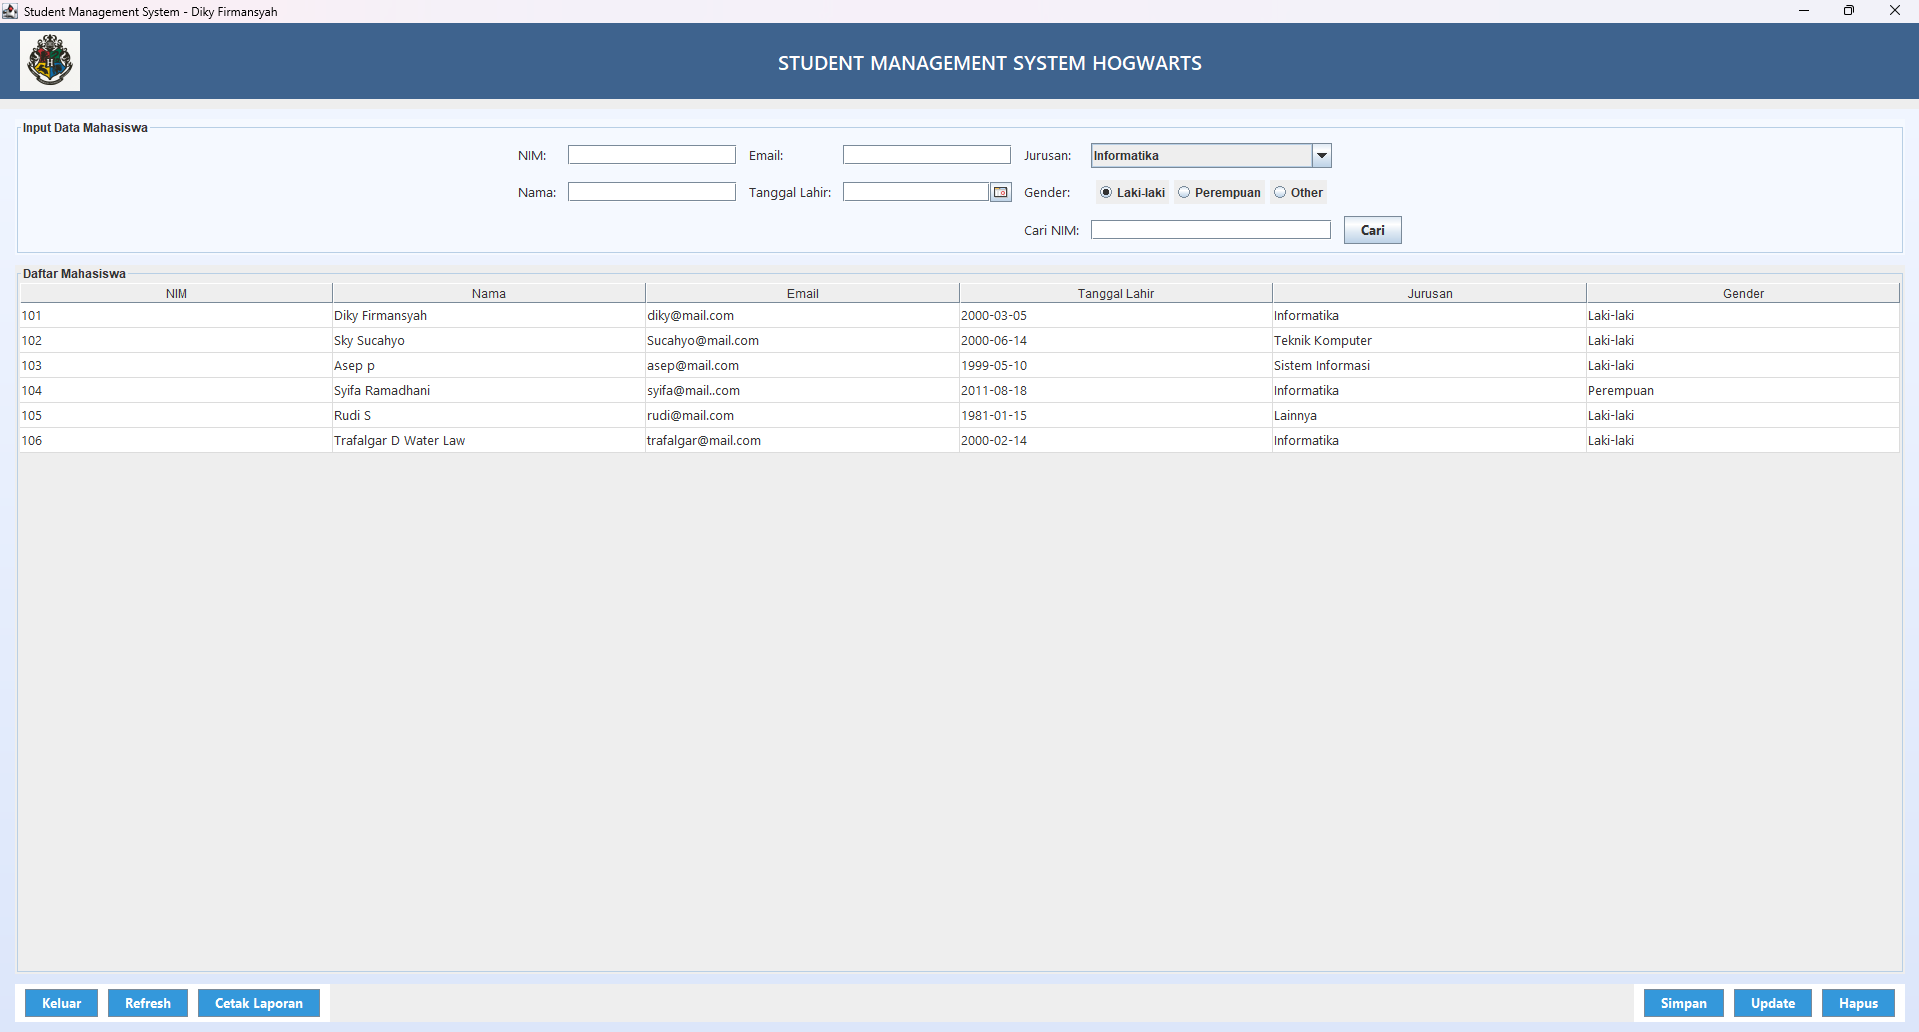 Student Management System - Diky Firmansyah
H
STUDENT MANAGEMENT SYSTEM HOGWARTS
Input Data Mahasiswa
NIM: Email: Jurusan: Informatika
Nama: Tanggal Lahir: Gender: Laki-laki Perempuan Other
Cari NIM: Cari
Daftar Mahasiswa
NIM Nama Email Tanggal Lahir Jurusan Gender
101 Diky Firmansyah diky@mail.com 2000-03-05 Informatika Laki-laki
102 Sky Sucahyo Sucahyo@mail.com 2000-06-14 Teknik Komputer Laki-laki
103 Asep p asep@mail.com 1999-05-10 Sistem Informasi Laki-laki
104 Syifa Ramadhani syifa@mail..com 2011-08-18 Informatika Perempuan
105 Rudi S rudi@mail.com 1981-01-15 Lainnya Laki-laki
106 Trafalgar D Water Law trafalgar@mail.com 2000-02-14 Informatika Laki-laki
Keluar Refresh Cetak Laporan Simpan Update Hapus